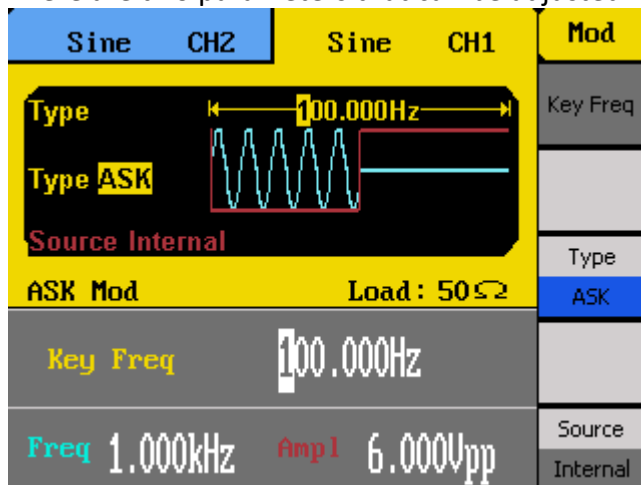 Sine CH2 Sine CH1 Mod
Type 100.000Hz Key Freq
Type ASK
Source Internal
Type
ASK Mod Load: 50Ω ASK
Key Freq 100.000Hz
Source
Freq 1.000kHz Ampl 6.000Vpp Internal